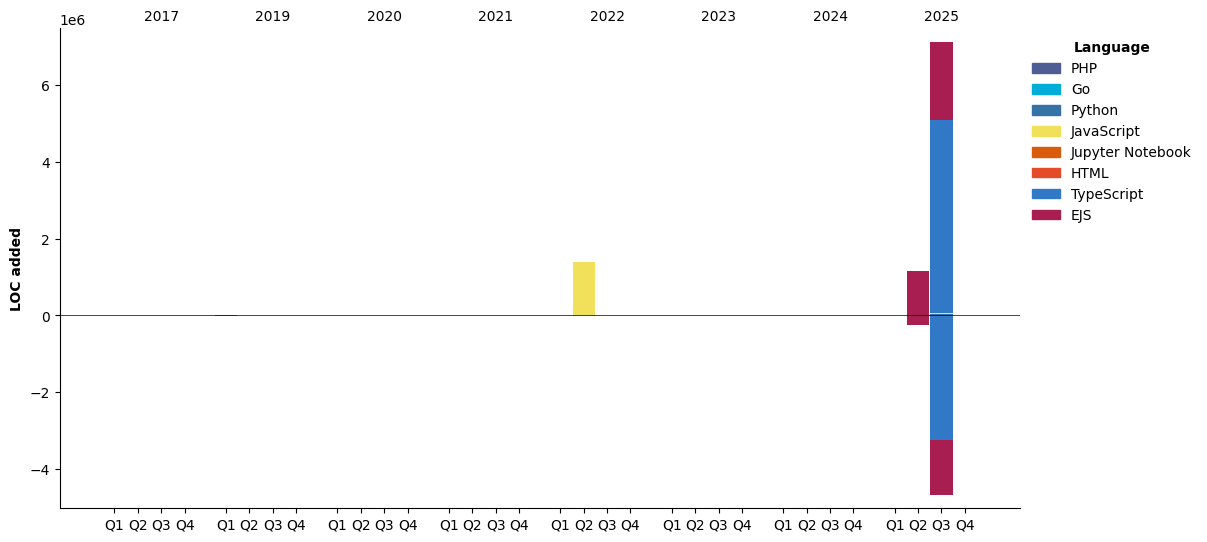 2017 2019 2020 2021 2022 2023 2024 2025
1e6
Language
PHP
Go
Python
JavaScript
Jupyter Notebook
HTML
TypeScript
EJS
LOC added
6
4
2
0
−2
−4
Q1 Q2 Q3 Q4 Q1 Q2 Q3 Q4 Q1 Q2 Q3 Q4 Q1 Q2 Q3 Q4 Q1 Q2 Q3 Q4 Q1 Q2 Q3 Q4 Q1 Q2 Q3 Q4 Q1 Q2 Q3 Q4